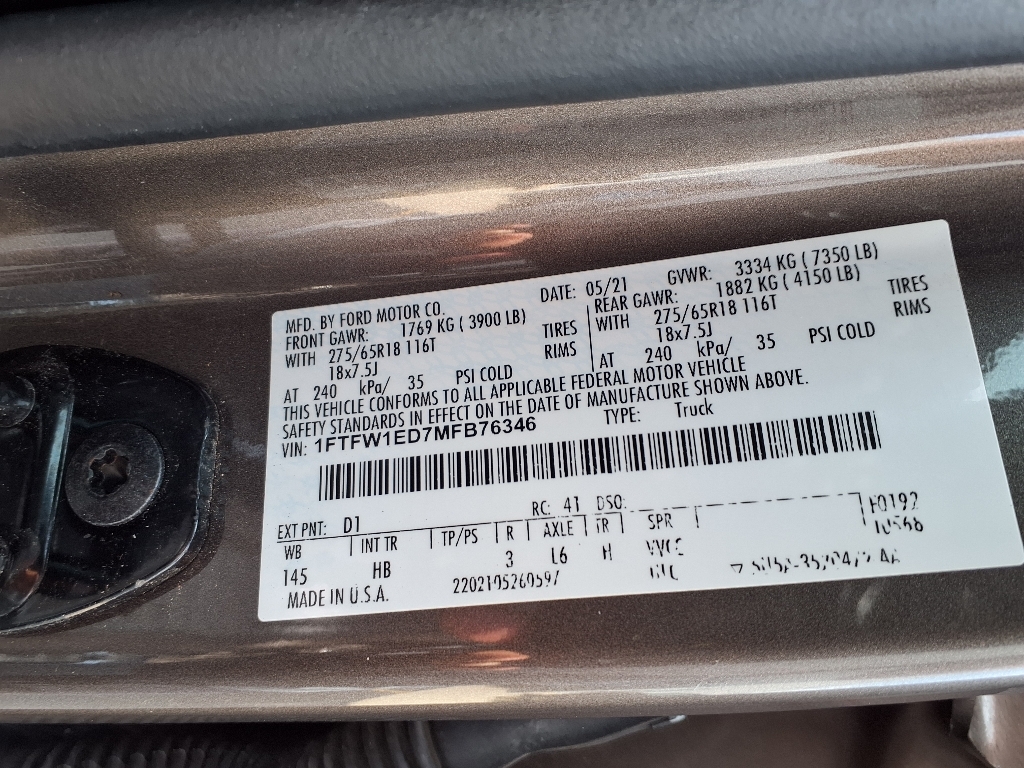 MFD. BY FORD MOTOR CO. DATE: 05/21 GVWR: 3334 KG ( 7350 LB)
FRONT GAWR: 1769 KG ( 3900 LB) REAR GAWR: 1882 KG ( 4150 LB)
WITH 275/65R18 116T TIRES WITH 275/65R18 116T TIRES
18x7.5J RIMS 18x7.5J RIMS
AT 240 kPa/ 35 PSI COLD AT 240 kPa/ 35 PSI COLD
THIS VEHICLE CONFORMS TO ALL APPLICABLE FEDERAL MOTOR VEHICLE
SAFETY STANDARDS IN EFFECT ON THE DATE OF MANUFACTURE SHOWN ABOVE.
VIN: 1FTFW1ED7MFB76346 TYPE: Truck
EXT PNT: D1 RC: 41 DSO:
WB INT TR TP/PS R AXLE TR SPR
145 HB 3 L6 H
MADE IN U.S.A. 2202105260597